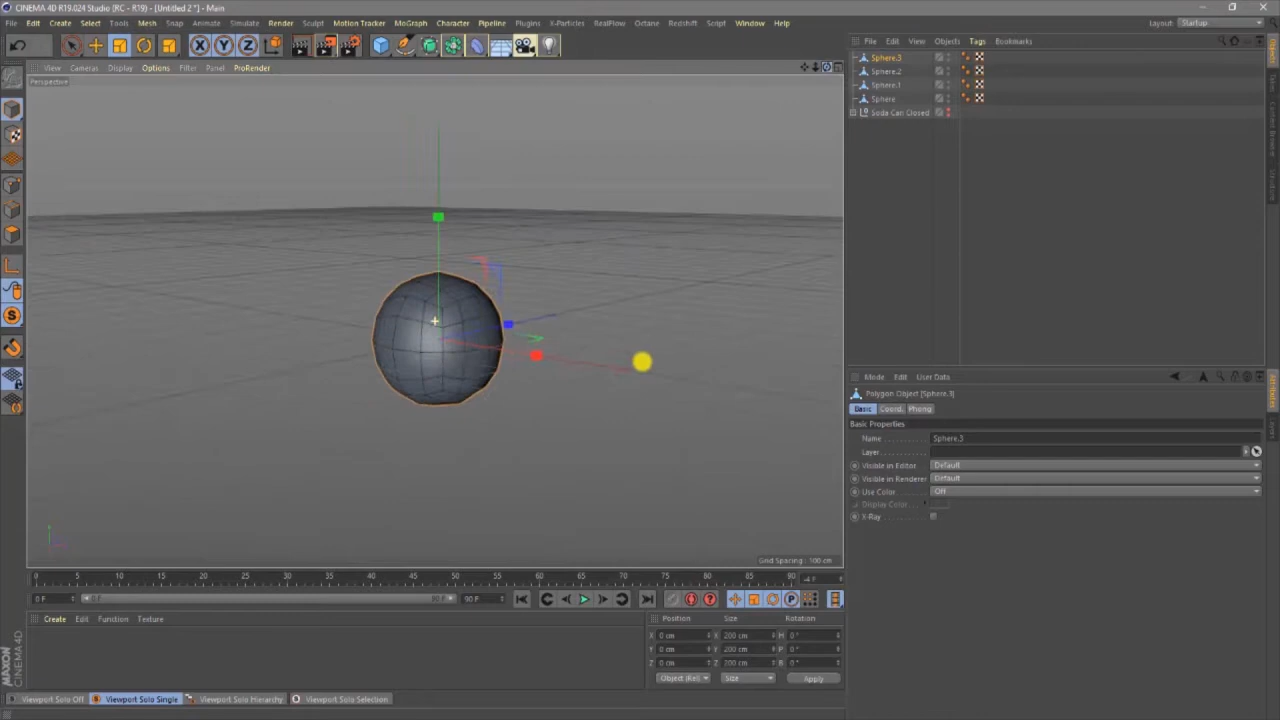 CINEMA 4D R19.024 Studio (RC - R19) - [Untitled 2 *] - Main
File Edit Create Select Tools Mesh Snap Animate Simulate Render Sculpt Motion Tracker MoGraph Character Pipeline Plugins X-Particles RealFlow Octane Redshift Script Window Help
Layout: Startup
File Edit View Objects Tags Bookmarks
X Y Z
View Cameras Display Options Filter Panel ProRender
Perspective
Sphere.3
Sphere.2
Sphere.1
Sphere
Soda Can Closed
S
Mode Edit User Data
Polygon Object [Sphere.3]
Basic Coord. Phong
Basic Properties
Name Sphere.3
Layer
Visible in Editor Default
Visible in Renderer Default
Use Color Off
Display Color
X-Ray
Grid Spacing : 100 cm
0 5 10 15 20 25 30 35 40 45 50 55 60 65 70 75 80 85 90 -4 F
0 F 0 F 90 F 90 F
Create Edit Function Texture
Position Size Rotation
X 0 cm X 200 cm H 0 °
Y 0 cm Y 200 cm P 0 °
Z 0 cm Z 200 cm B 0 °
Object (Rel) Size Apply
MAXON CINEMA 4D
Viewport Solo Off Viewport Solo Single Viewport Solo Hierarchy Viewport Solo Selection